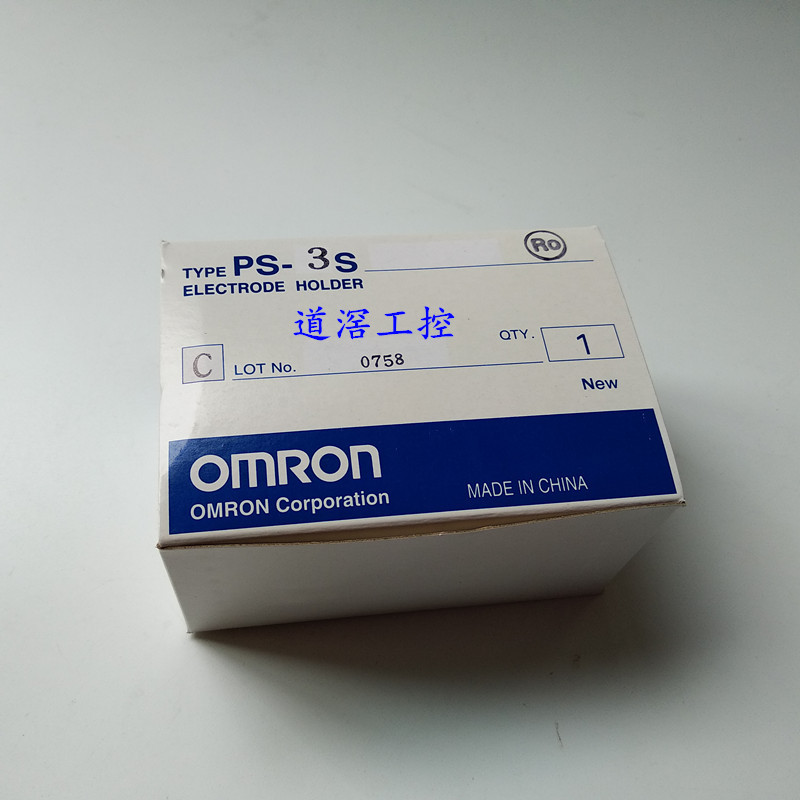 TYPE PS-3S
Ro
ELECTRODE HOLDER
道滘工控
C LOT No. 0758 QTY. 1
New
OMRON
OMRON Corporation
MADE IN CHINA